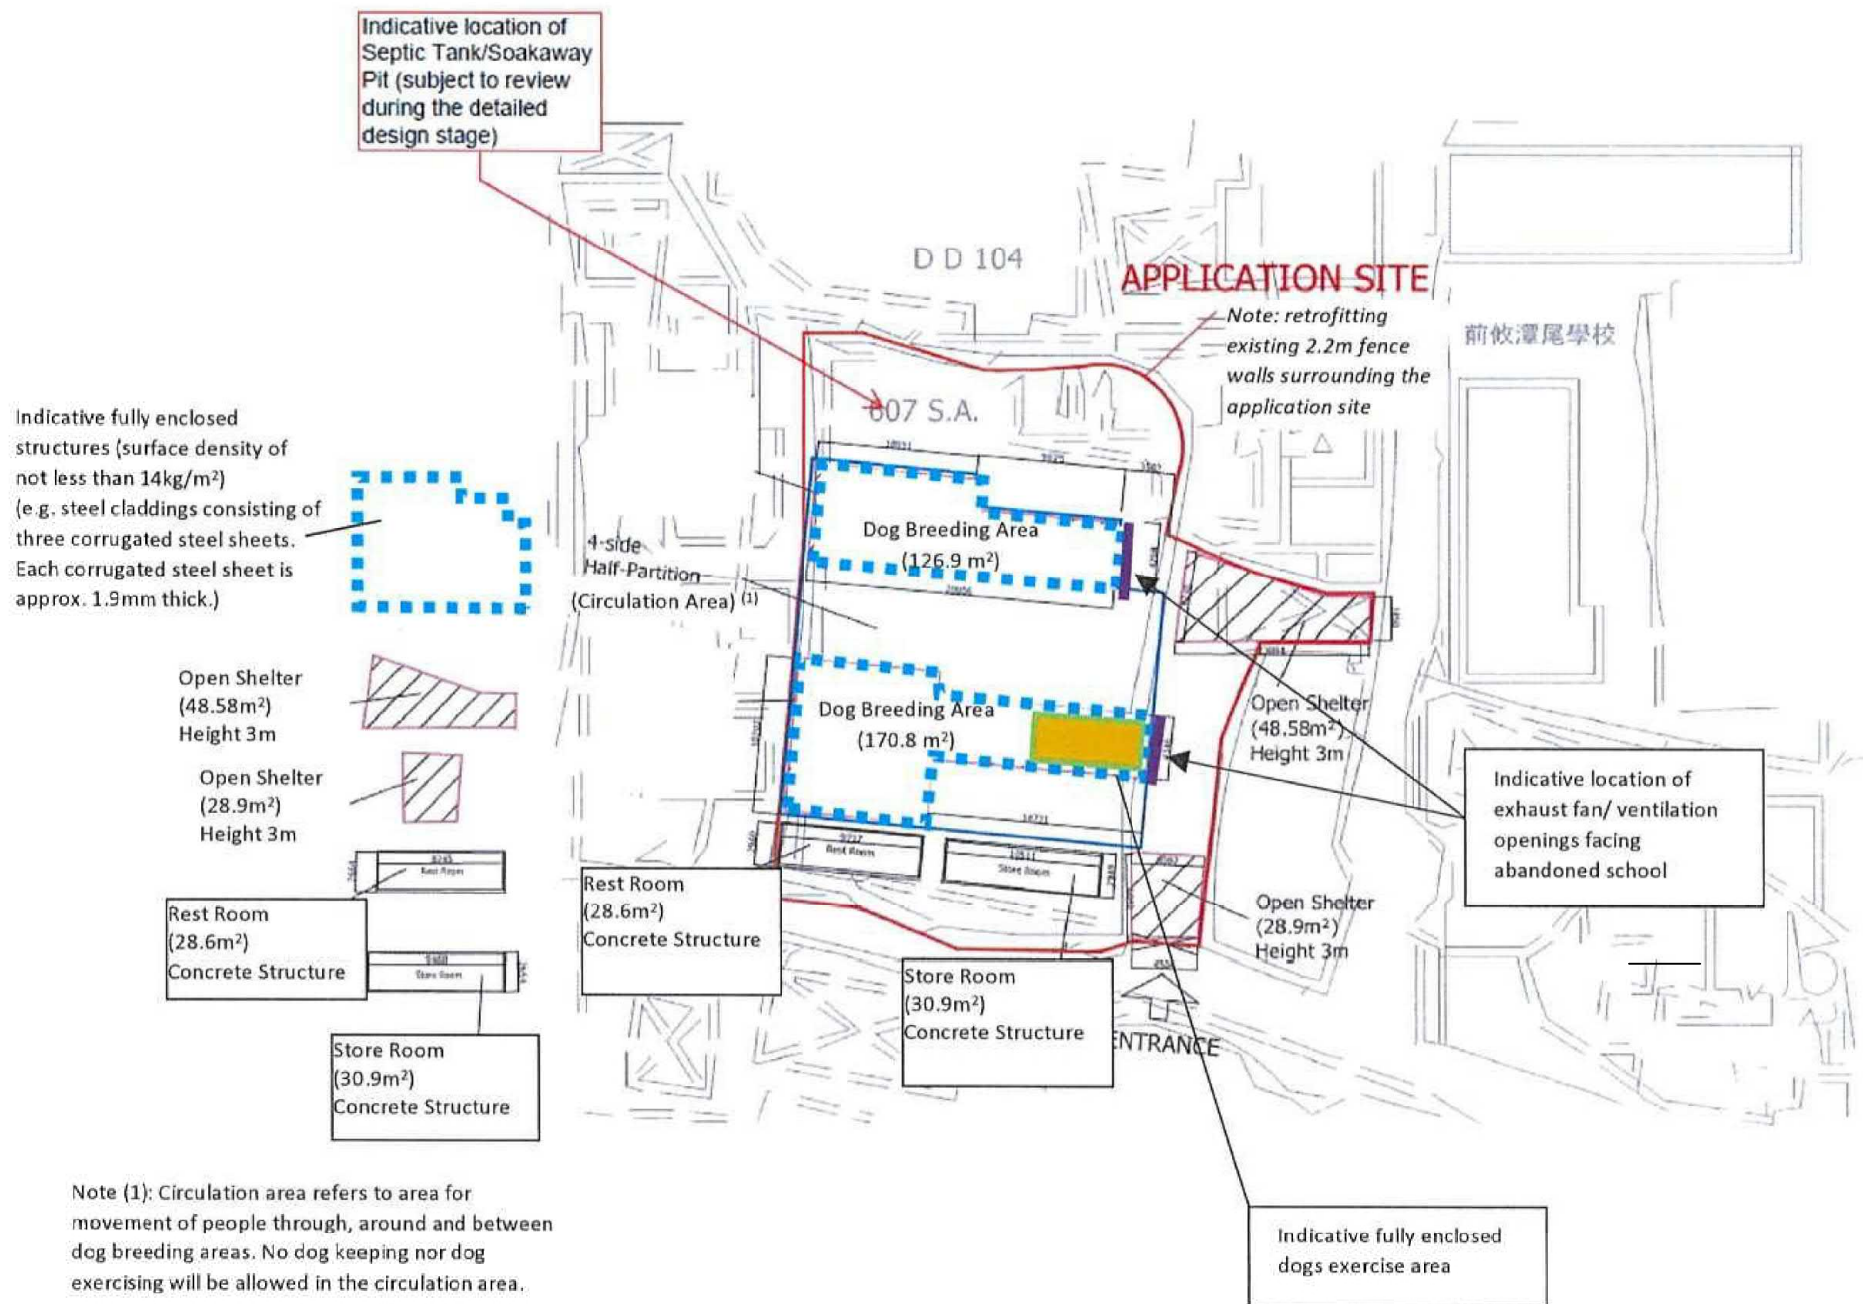 Indicative location of
Septic Tank/Soakaway
Pit (subject to review
during the detailed
design stage)
D D 104
APPLICATION SITE
Note: retrofitting
existing 2.2m fence
walls surrounding the
application site
前攸潭尾學校
607 S.A.
Indicative fully enclosed
structures (surface density of
not less than 14kg/m²)
(e.g. steel claddings consisting of
three corrugated steel sheets.
Each corrugated steel sheet is
approx. 1.9mm thick.)
Dog Breeding Area
(126.9 m²)
4-side
Half-Partition
(Circulation Area) (1)
Open Shelter
(48.58m²)
Height 3m
Open Shelter
(28.9m²)
Height 3m
Dog Breeding Area
(170.8 m²)
Open Shelter
(48.58m²)
Height 3m
Indicative location of
exhaust fan/ ventilation
openings facing
abandoned school
Rest Room
Rest Room
Store Room
Rest Room
(28.6m²)
Concrete Structure
Rest Room
(28.6m²)
Concrete Structure
Open Shelter
(28.9m²)
Height 3m
Store Room
Store Room
(30.9m²)
Concrete Structure
ENTRANCE
Store Room
(30.9m²)
Concrete Structure
Note (1): Circulation area refers to area for
movement of people through, around and between
dog breeding areas. No dog keeping nor dog
exercising will be allowed in the circulation area.
Indicative fully enclosed
dogs exercise area